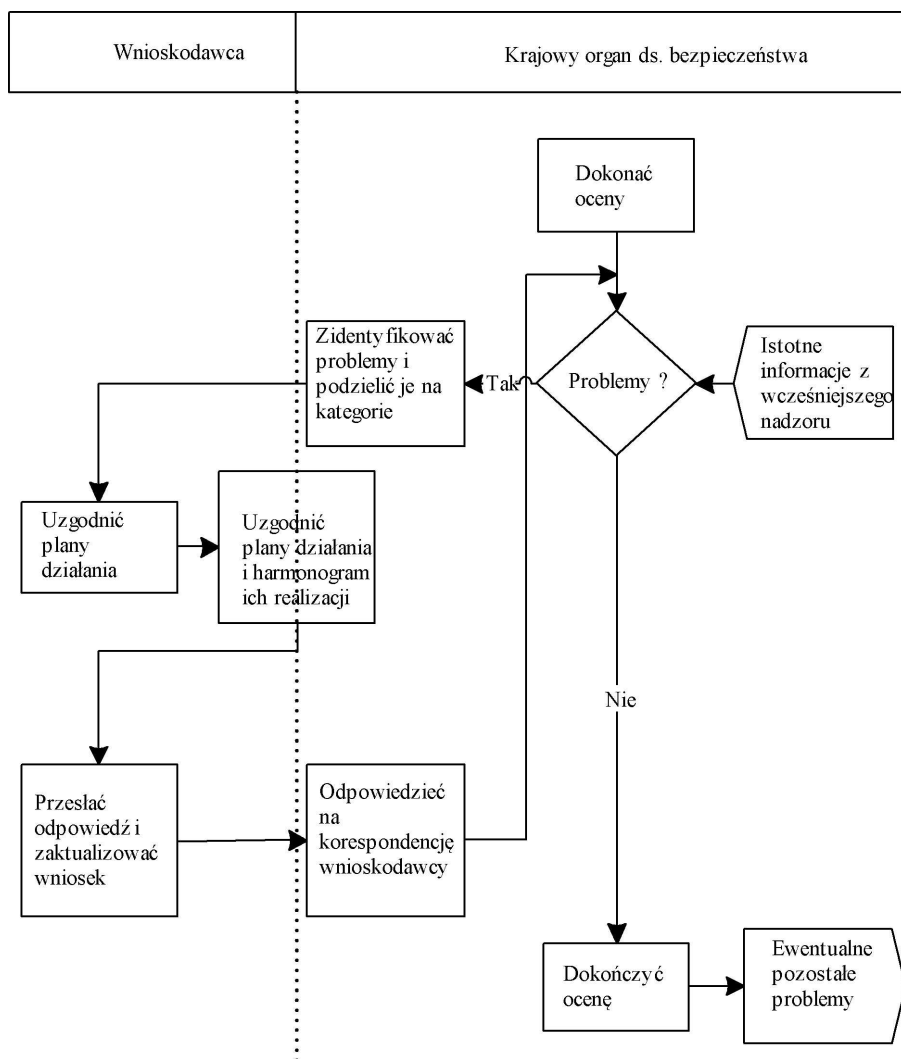 Wnioskodawca
Krajowy organ ds. bezpieczeństwa
Dokonać
oceny
Zidentyfikować
problemy i
podzielić je na
kategorie
Tak
Problemy ?
Istotne
informacje z
wcześniejszego
nadzoru
Uzgodnić
plany
działania
Uzgodnić
plany działania
i harmonogram
ich realizacji
Nie
Przesłać
odpowiedź i
zaktualizować
wniosek
Odpowiedzieć
na
korespondencję
wnioskodawcy
Dokończyć
ocenę
Ewentualne
pozostałe
problemy